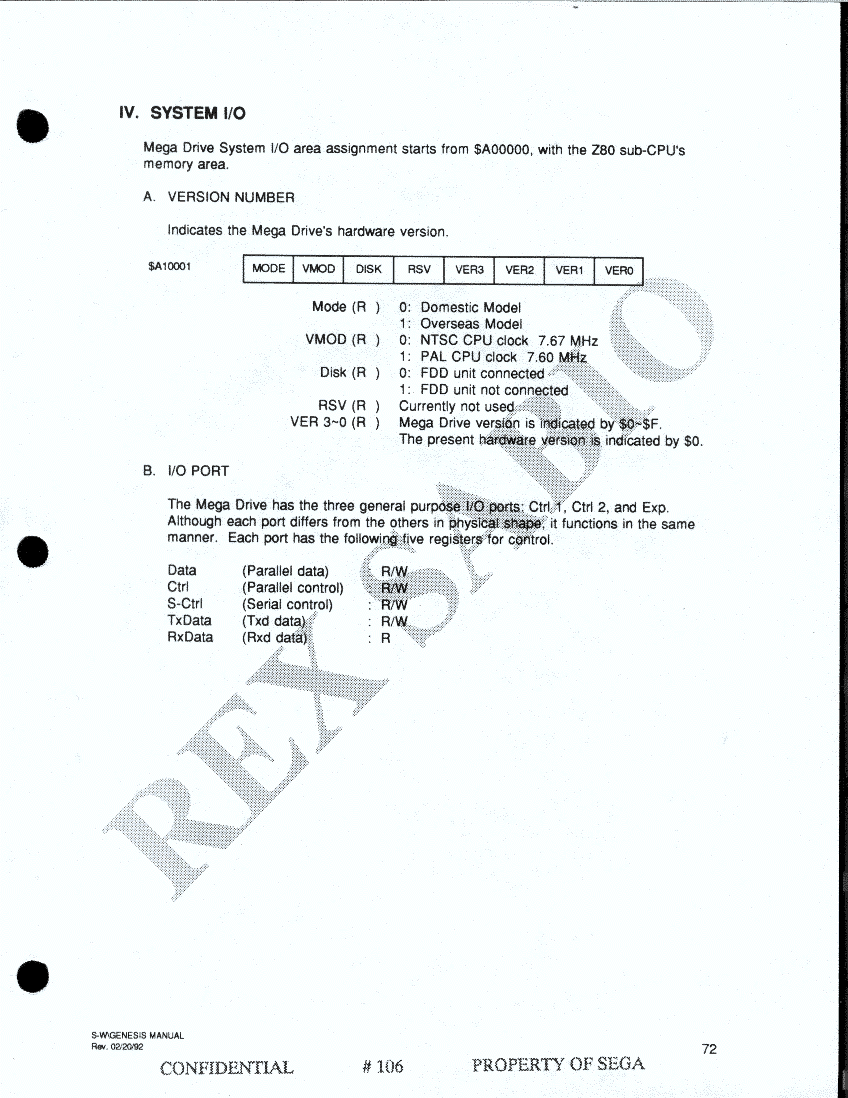 IV. SYSTEM I/O
Mega Drive System I/O area assignment starts from $A00000, with the Z80 sub-CPU's
memory area.
A. VERSION NUMBER
Indicates the Mega Drive's hardware version.
$A10001 MODE VMOD DISK RSV VER3 VER2 VER1 VER0
Mode (R ) 0: Domestic Model
1: Overseas Model
VMOD (R ) 0: NTSC CPU clock 7.67 MHz
1: PAL CPU clock 7.60 MHz
Disk (R ) 0: FDD unit connected
1: FDD unit not connected
RSV (R ) Currently not used
VER 3~0 (R ) Mega Drive version is indicated by $0~$F.
The present hardware version is indicated by $0.
B. I/O PORT
The Mega Drive has the three general purpose I/O ports: Ctrl 1, Ctrl 2, and Exp.
Although each port differs from the others in physical shape, it functions in the same
manner. Each port has the following five registers for control.
Data (Parallel data) R/W
Ctrl (Parallel control) R/W
S-Ctrl (Serial control) : R/W
TxData (Txd data) : R/W
RxData (Rxd data) : R
REX SABIO
S-W\GENESIS MANUAL
Rev. 02/20/92
72
CONFIDENTIAL # 106 PROPERTY OF SEGA